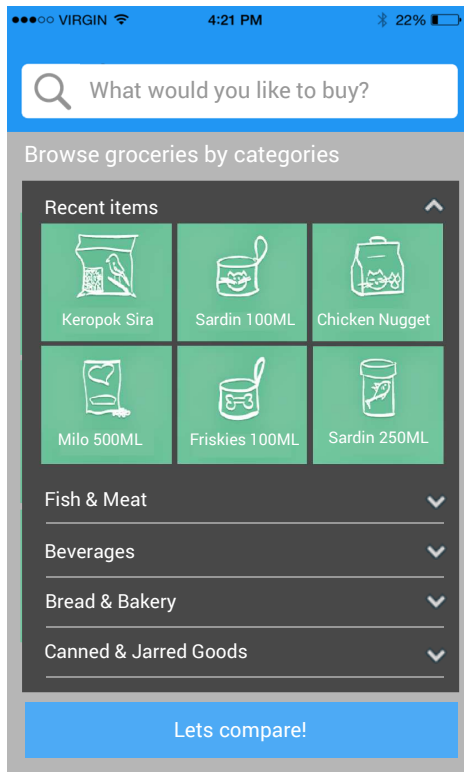 VIRGIN 4:21 PM 22%
What would you like to buy?
Browse groceries by categories
Recent items
Keropok Sira Sardin 100ML Chicken Nugget
Milo 500ML Friskies 100ML Sardin 250ML
Fish & Meat
Beverages
Bread & Bakery
Canned & Jarred Goods
Lets compare!